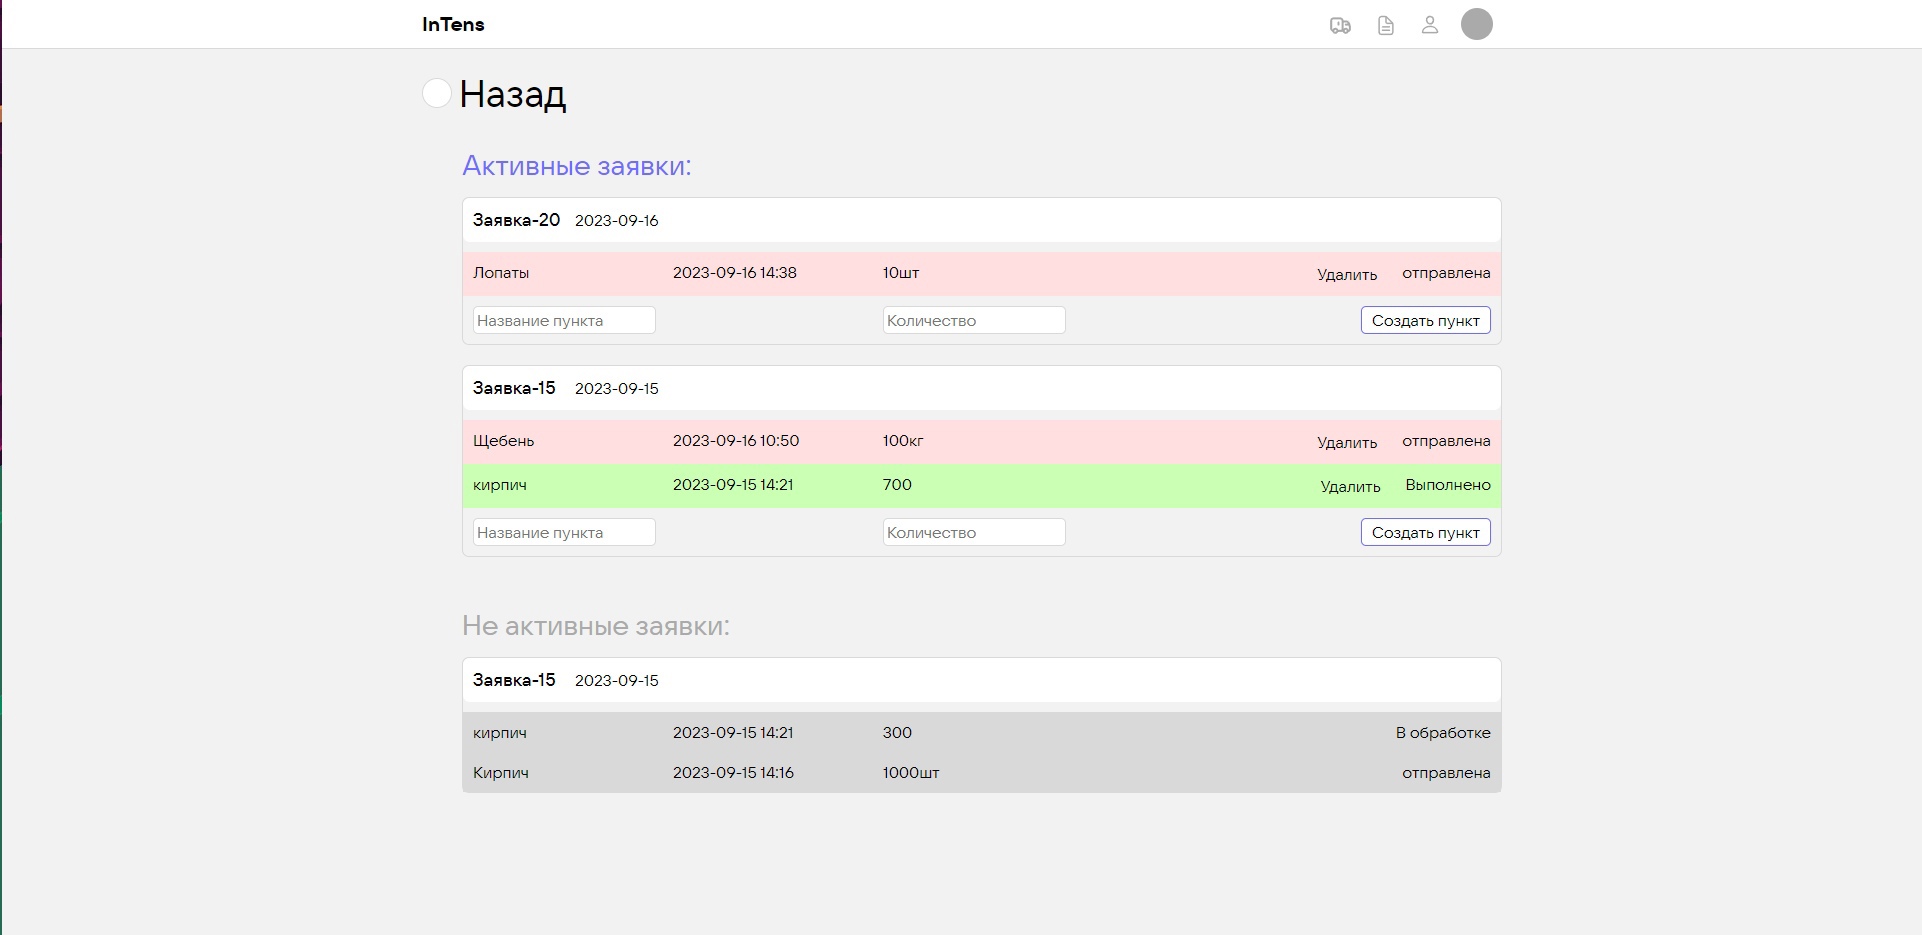 InTens
Назад
Активные заявки:
Заявка-20 2023-09-16
Лопаты 2023-09-16 14:38 10шт Удалить отправлена
Название пункта Количество Создать пункт
Заявка-15 2023-09-15
Щебень 2023-09-16 10:50 100кг Удалить отправлена
кирпич 2023-09-15 14:21 700 Удалить Выполнено
Название пункта Количество Создать пункт
Не активные заявки:
Заявка-15 2023-09-15
кирпич 2023-09-15 14:21 300 В обработке
Кирпич 2023-09-15 14:16 1000шт отправлена